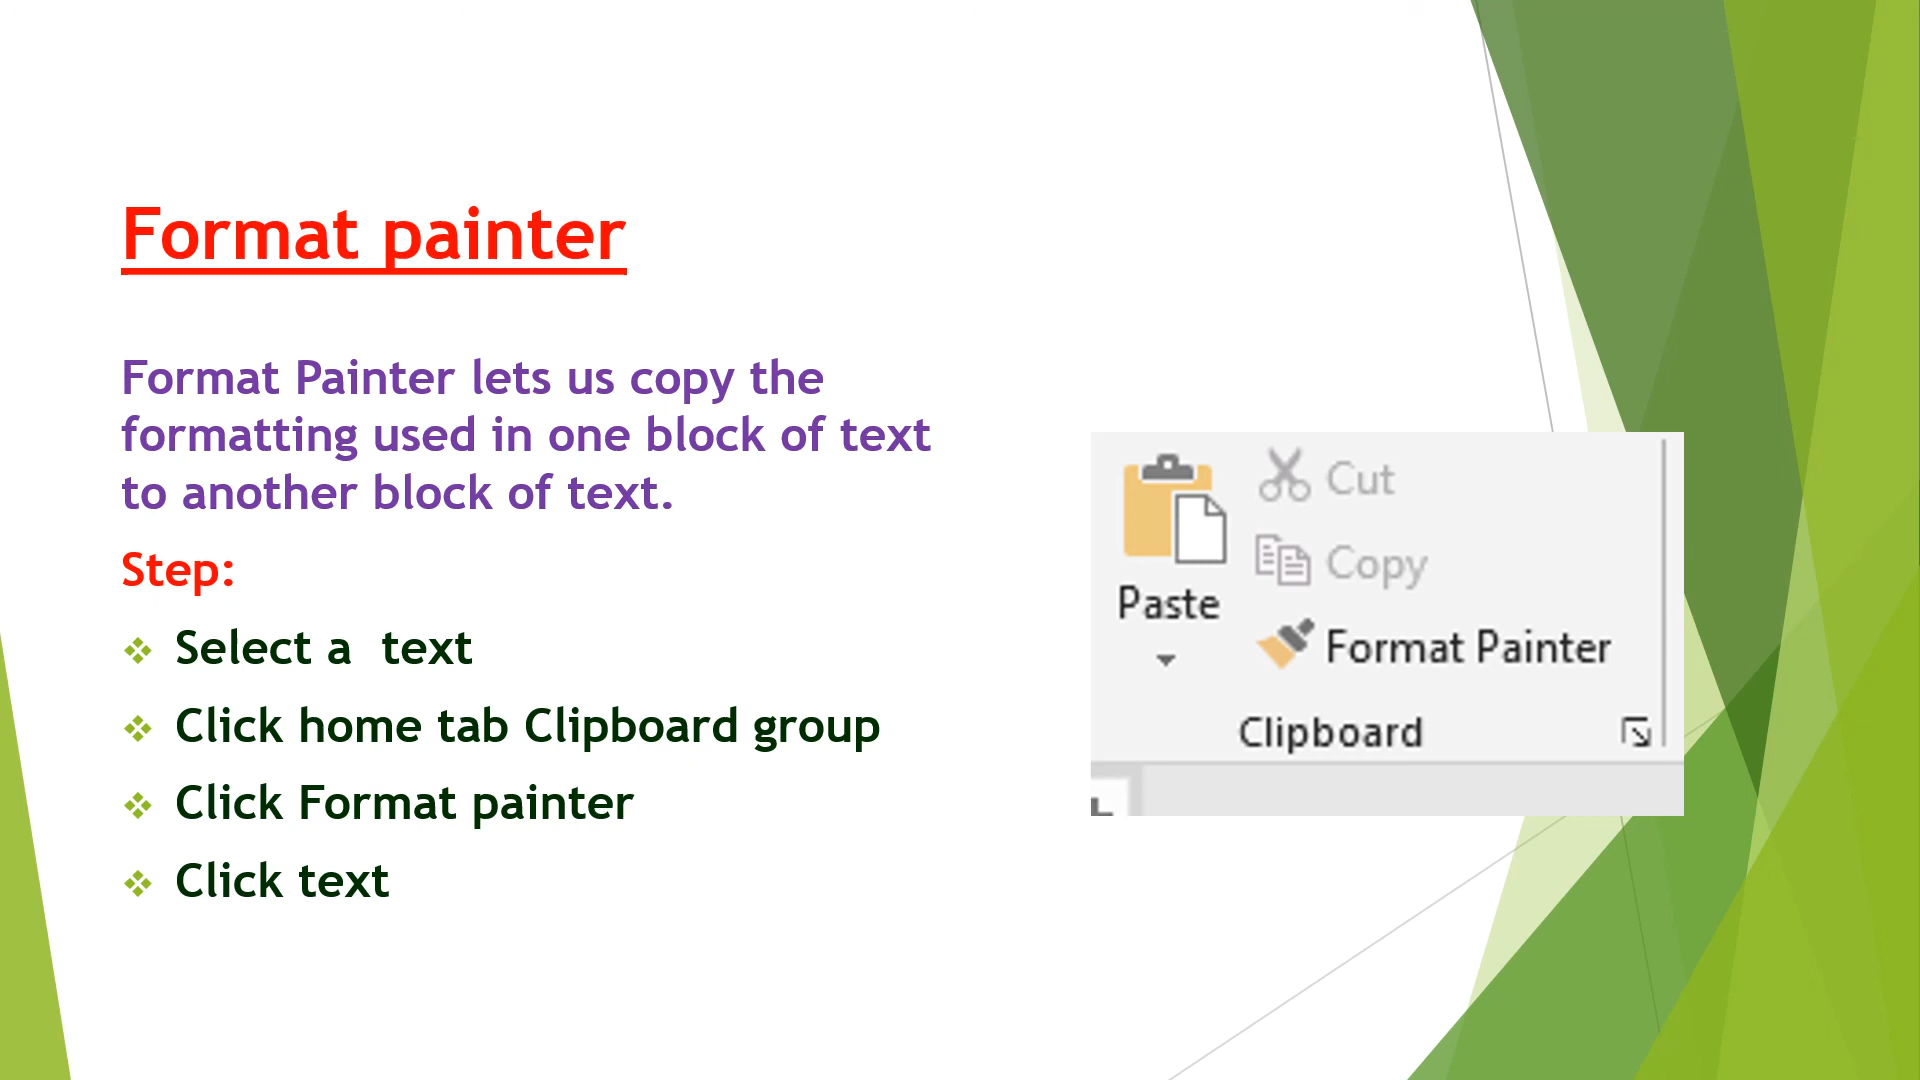 Format painter
Format Painter lets us copy the
formatting used in one block of text
to another block of text.
Step:
Select a  text
Click home tab Clipboard group
Click Format painter
Click text
Cut
Copy
Paste
Format Painter
Clipboard